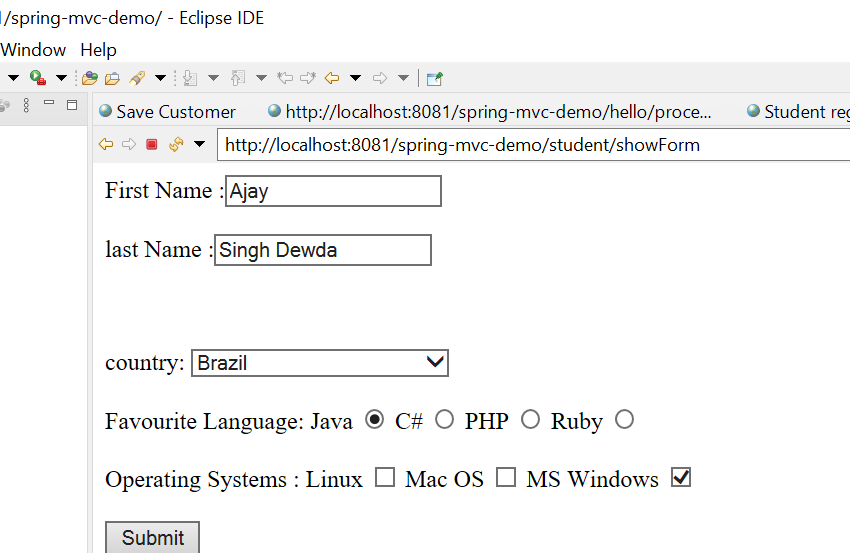 /spring-mvc-demo/ - Eclipse IDE
Window Help
Save Customer http://localhost:8081/spring-mvc-demo/hello/proce... Student reg
http://localhost:8081/spring-mvc-demo/student/showForm
First Name :Ajay
last Name :Singh Dewda
country: Brazil
Favourite Language: Java C# PHP Ruby
Operating Systems : Linux Mac OS MS Windows
Submit